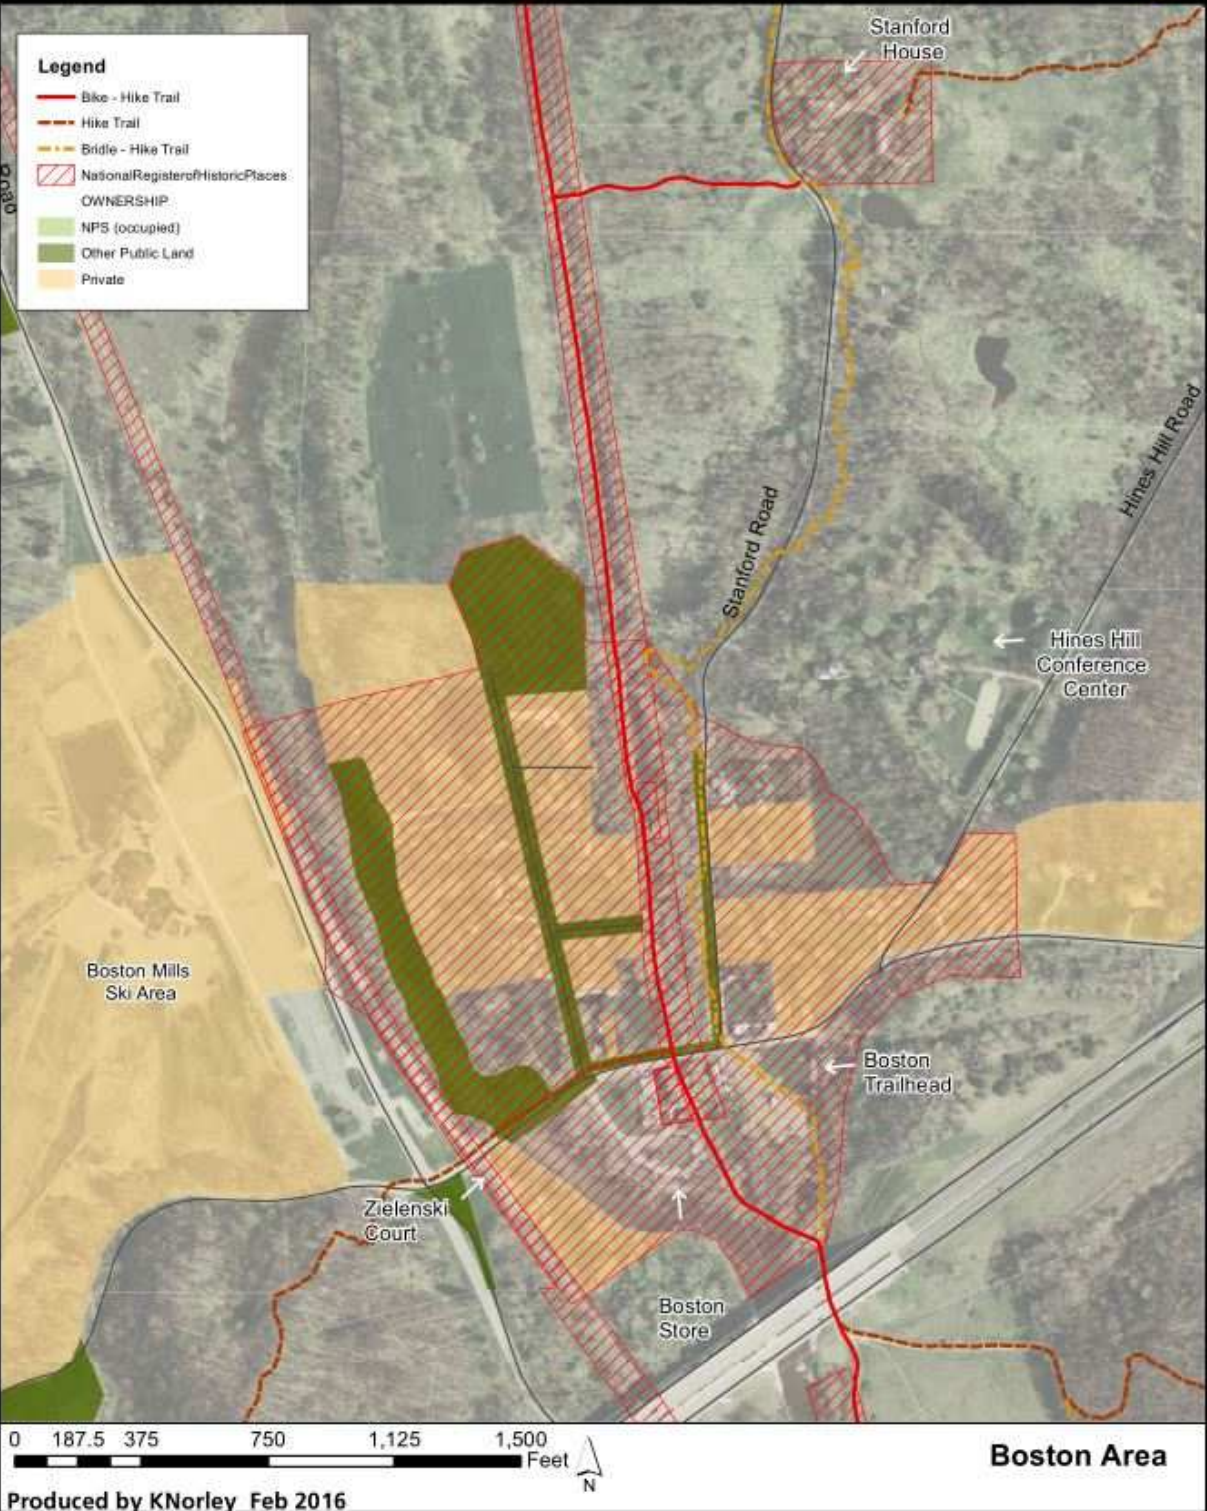 Stanford
House
Legend
Bike - Hike Trail
Hike Trail
Bridle - Hike Trail
NationalRegisterofHistoricPlaces
OWNERSHIP
NPS (occupied)
Other Public Land
Private
Road
Hines Hill Road
Stanford Road
Hines Hill
Conference
Center
Boston Mills
Ski Area
Boston
Trailhead
Zielenski
Court
Boston
Store
0 187.5 375 750 1,125 1,500
Feet
N
Boston Area
Produced by KNorley Feb 2016